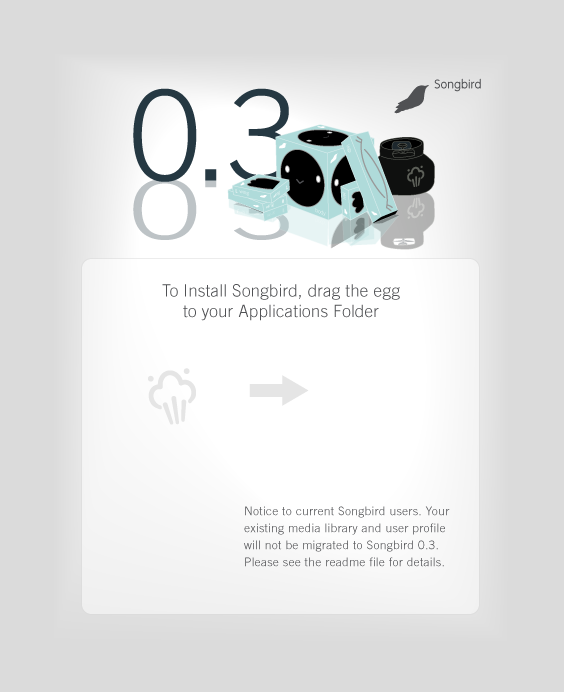 0.3
Songbird
To Install Songbird, drag the egg
to your Applications Folder
Notice to current Songbird users. Your
existing media library and user profile
will not be migrated to Songbird 0.3.
Please see the readme file for details.